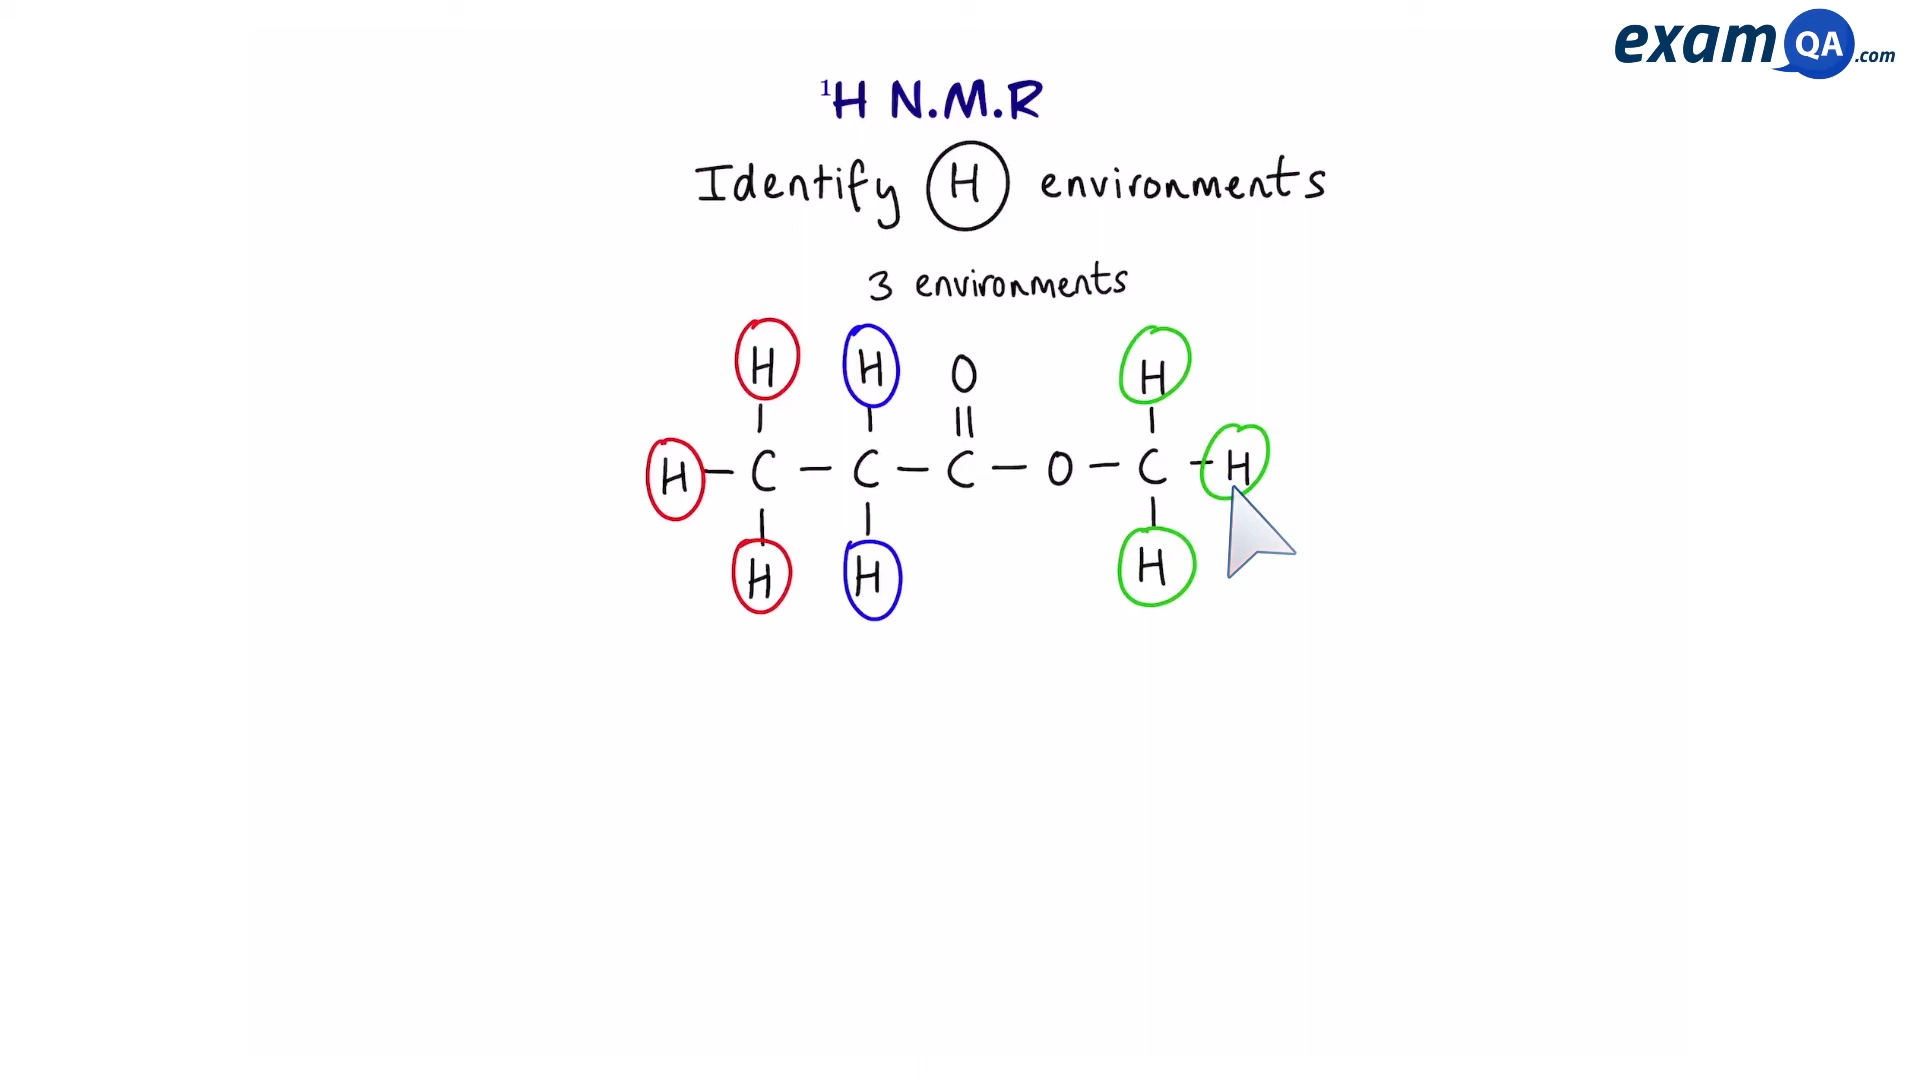 examQA.com
¹H N.M.R
Identify H environments
3 environments
H H O H
H - C - C - C - O - C - H
H H H